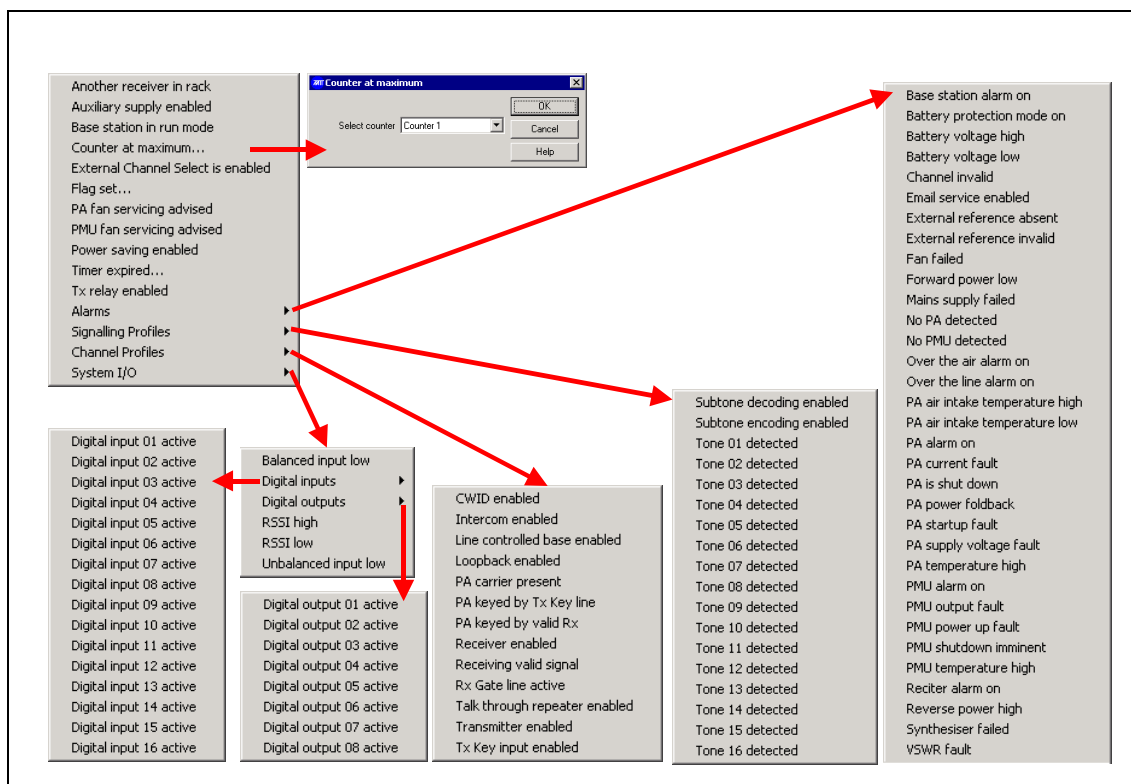 Another receiver in rack
Auxiliary supply enabled
Base station in run mode
Counter at maximum...
External Channel Select is enabled
Flag set...
PA fan servicing advised
PMU fan servicing advised
Power saving enabled
Timer expired...
Tx relay enabled
Alarms
Signalling Profiles
Channel Profiles
System I/O
Counter at maximum
Select counter Counter 1
OK
Cancel
Help
Base station alarm on
Battery protection mode on
Battery voltage high
Battery voltage low
Channel invalid
Email service enabled
External reference absent
External reference invalid
Fan failed
Forward power low
Mains supply failed
No PA detected
No PMU detected
Over the air alarm on
Over the line alarm on
PA air intake temperature high
PA air intake temperature low
PA alarm on
PA current fault
PA is shut down
PA power foldback
PA startup fault
PA supply voltage fault
PA temperature high
PMU alarm on
PMU output fault
PMU power up fault
PMU shutdown imminent
PMU temperature high
Reciter alarm on
Reverse power high
Synthesiser failed
VSWR fault
Digital input 01 active
Digital input 02 active
Digital input 03 active
Digital input 04 active
Digital input 05 active
Digital input 06 active
Digital input 07 active
Digital input 08 active
Digital input 09 active
Digital input 10 active
Digital input 11 active
Digital input 12 active
Digital input 13 active
Digital input 14 active
Digital input 15 active
Digital input 16 active
Balanced input low
Digital inputs
Digital outputs
RSSI high
RSSI low
Unbalanced input low
Digital output 01 active
Digital output 02 active
Digital output 03 active
Digital output 04 active
Digital output 05 active
Digital output 06 active
Digital output 07 active
Digital output 08 active
CWID enabled
Intercom enabled
Line controlled base enabled
Loopback enabled
PA carrier present
PA keyed by Tx Key line
PA keyed by valid Rx
Receiver enabled
Receiving valid signal
Rx Gate line active
Talk through repeater enabled
Transmitter enabled
Tx Key input enabled
Subtone decoding enabled
Subtone encoding enabled
Tone 01 detected
Tone 02 detected
Tone 03 detected
Tone 04 detected
Tone 05 detected
Tone 06 detected
Tone 07 detected
Tone 08 detected
Tone 09 detected
Tone 10 detected
Tone 11 detected
Tone 12 detected
Tone 13 detected
Tone 14 detected
Tone 15 detected
Tone 16 detected